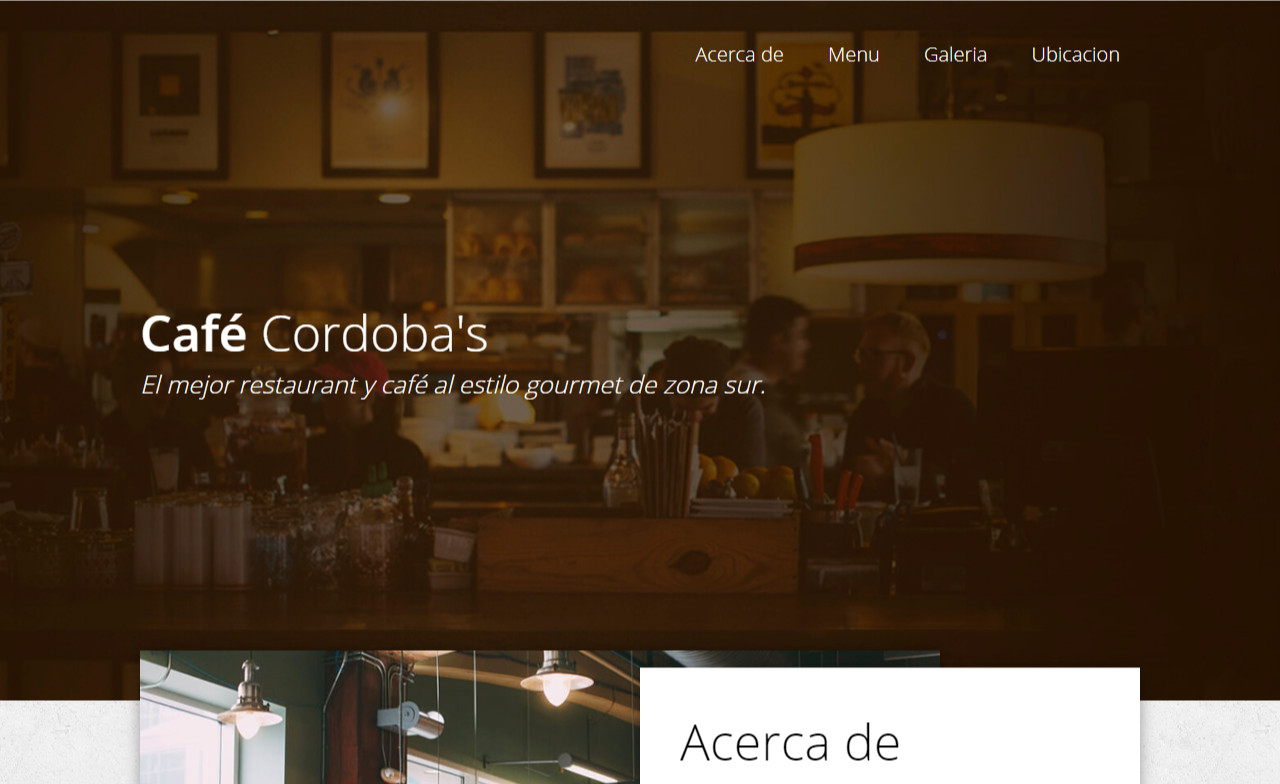 Acerca de Menu Galeria Ubicacion
Café Cordoba's
El mejor restaurant y café al estilo gourmet de zona sur.
Acerca de